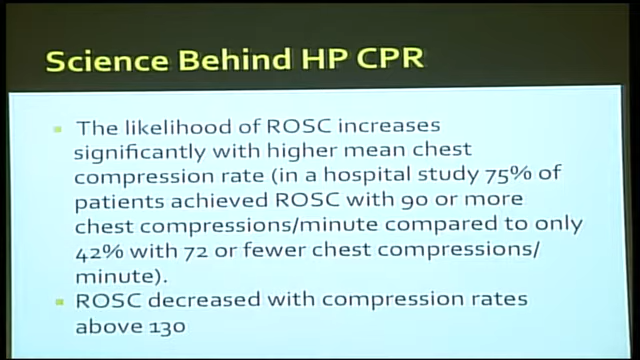 Science Behind HP CPR
The likelihood of ROSC increases
significantly with higher mean chest
compression rate (in a hospital study 75% of
patients achieved ROSC with 90 or more
chest compressions/minute compared to only
42% with 72 or fewer chest compressions/
minute).
ROSC decreased with compression rates
above 130